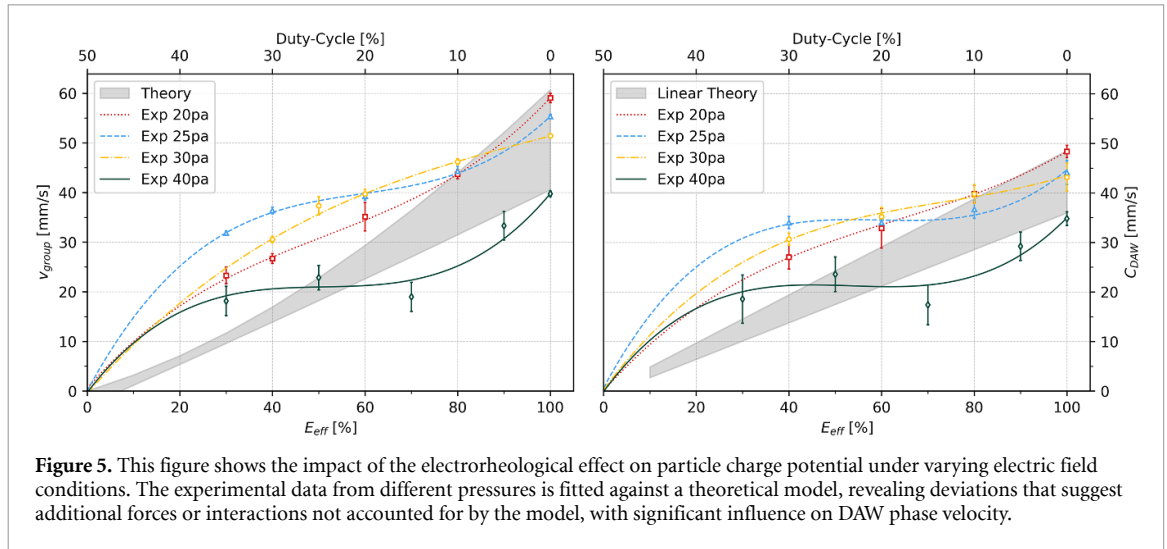 Duty-Cycle [%]
50 40 30 20 10 0
60
50
40
30
20
10
0
v_group [mm/s]
Theory
Exp 20pa
Exp 25pa
Exp 30pa
Exp 40pa
0 20 40 60 80 100
E_eff [%]
Duty-Cycle [%]
50 40 30 20 10 0
Linear Theory
Exp 20pa
Exp 25pa
Exp 30pa
Exp 40pa
60
50
40
30
20
10
0
C_DAW [mm/s]
0 20 40 60 80 100
E_eff [%]
Figure 5. This figure shows the impact of the electrorheological effect on particle charge potential under varying electric field
conditions. The experimental data from different pressures is fitted against a theoretical model, revealing deviations that suggest
additional forces or interactions not accounted for by the model, with significant influence on DAW phase velocity.